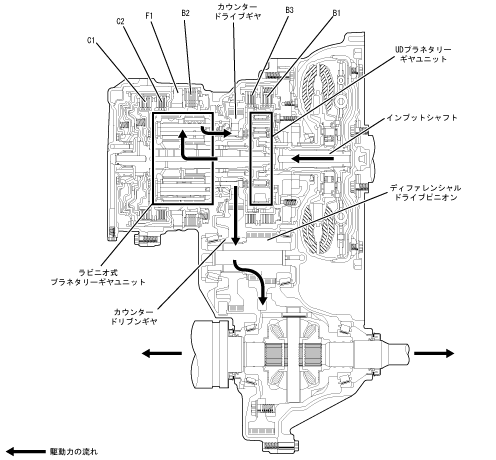 カウンター
ドライブギヤ
B3
B1
F1
B2
C2
C1
UDプラネタリー
ギヤユニット
インプットシャフト
ディファレンシャル
ドライブピニオン
ラビニオ式
プラネタリーギヤユニット
カウンター
ドリブンギヤ
駆動力の流れ